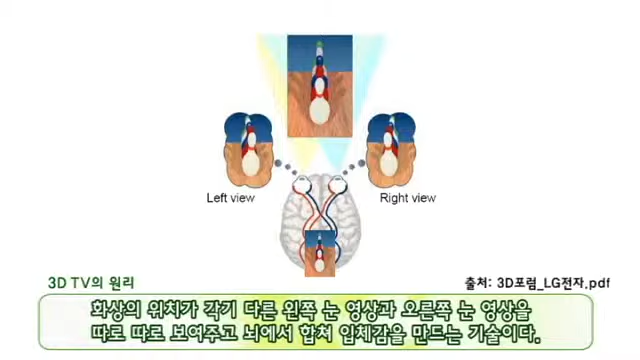 Left view
Right view
3D TV의 원리
출처: 3D포럼_LG전자.pdf
화상의 위치가 각기 다른 왼쪽 눈 영상과 오른쪽 눈 영상을
따로 따로 보여주고 뇌에서 합쳐 입체감을 만드는 기술이다.